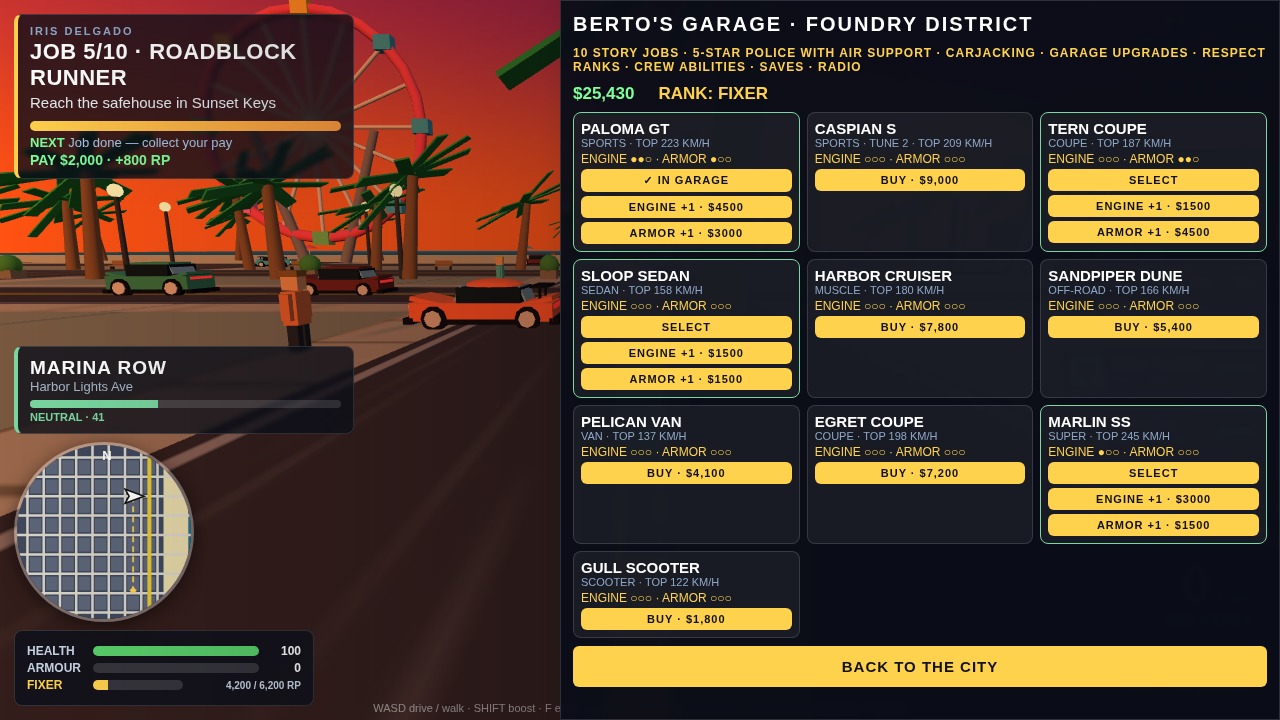 IRIS DELGADO
JOB 5/10 · ROADBLOCK
RUNNER
Reach the safehouse in Sunset Keys
NEXT Job done — collect your pay
PAY $2,000 · +800 RP
MARINA ROW
Harbor Lights Ave
NEUTRAL · 41
N
HEALTH 100
ARMOUR 0
FIXER 4,200 / 6,200 RP
WASD drive / walk · SHIFT boost · F e
BERTO'S GARAGE · FOUNDRY DISTRICT
10 STORY JOBS · 5-STAR POLICE WITH AIR SUPPORT · CARJACKING · GARAGE UPGRADES · RESPECT
RANKS · CREW ABILITIES · SAVES · RADIO
$25,430 RANK: FIXER
PALOMA GT
SPORTS · TOP 223 KM/H
ENGINE ●●○ · ARMOR ●○○
✓ IN GARAGE
ENGINE +1 · $4500
ARMOR +1 · $3000
CASPIAN S
SPORTS · TUNE 2 · TOP 209 KM/H
ENGINE ○○○ · ARMOR ○○○
BUY · $9,000
TERN COUPE
COUPE · TOP 187 KM/H
ENGINE ○○○ · ARMOR ●●○
SELECT
ENGINE +1 · $1500
ARMOR +1 · $4500
SLOOP SEDAN
SEDAN · TOP 158 KM/H
ENGINE ○○○ · ARMOR ○○○
SELECT
ENGINE +1 · $1500
ARMOR +1 · $1500
HARBOR CRUISER
MUSCLE · TOP 180 KM/H
ENGINE ○○○ · ARMOR ○○○
BUY · $7,800
SANDPIPER DUNE
OFF-ROAD · TOP 166 KM/H
ENGINE ○○○ · ARMOR ○○○
BUY · $5,400
PELICAN VAN
VAN · TOP 137 KM/H
ENGINE ○○○ · ARMOR ○○○
BUY · $4,100
EGRET COUPE
COUPE · TOP 198 KM/H
ENGINE ○○○ · ARMOR ○○○
BUY · $7,200
MARLIN SS
SUPER · TOP 245 KM/H
ENGINE ●○○ · ARMOR ○○○
SELECT
ENGINE +1 · $3000
ARMOR +1 · $1500
GULL SCOOTER
SCOOTER · TOP 122 KM/H
ENGINE ○○○ · ARMOR ○○○
BUY · $1,800
BACK TO THE CITY